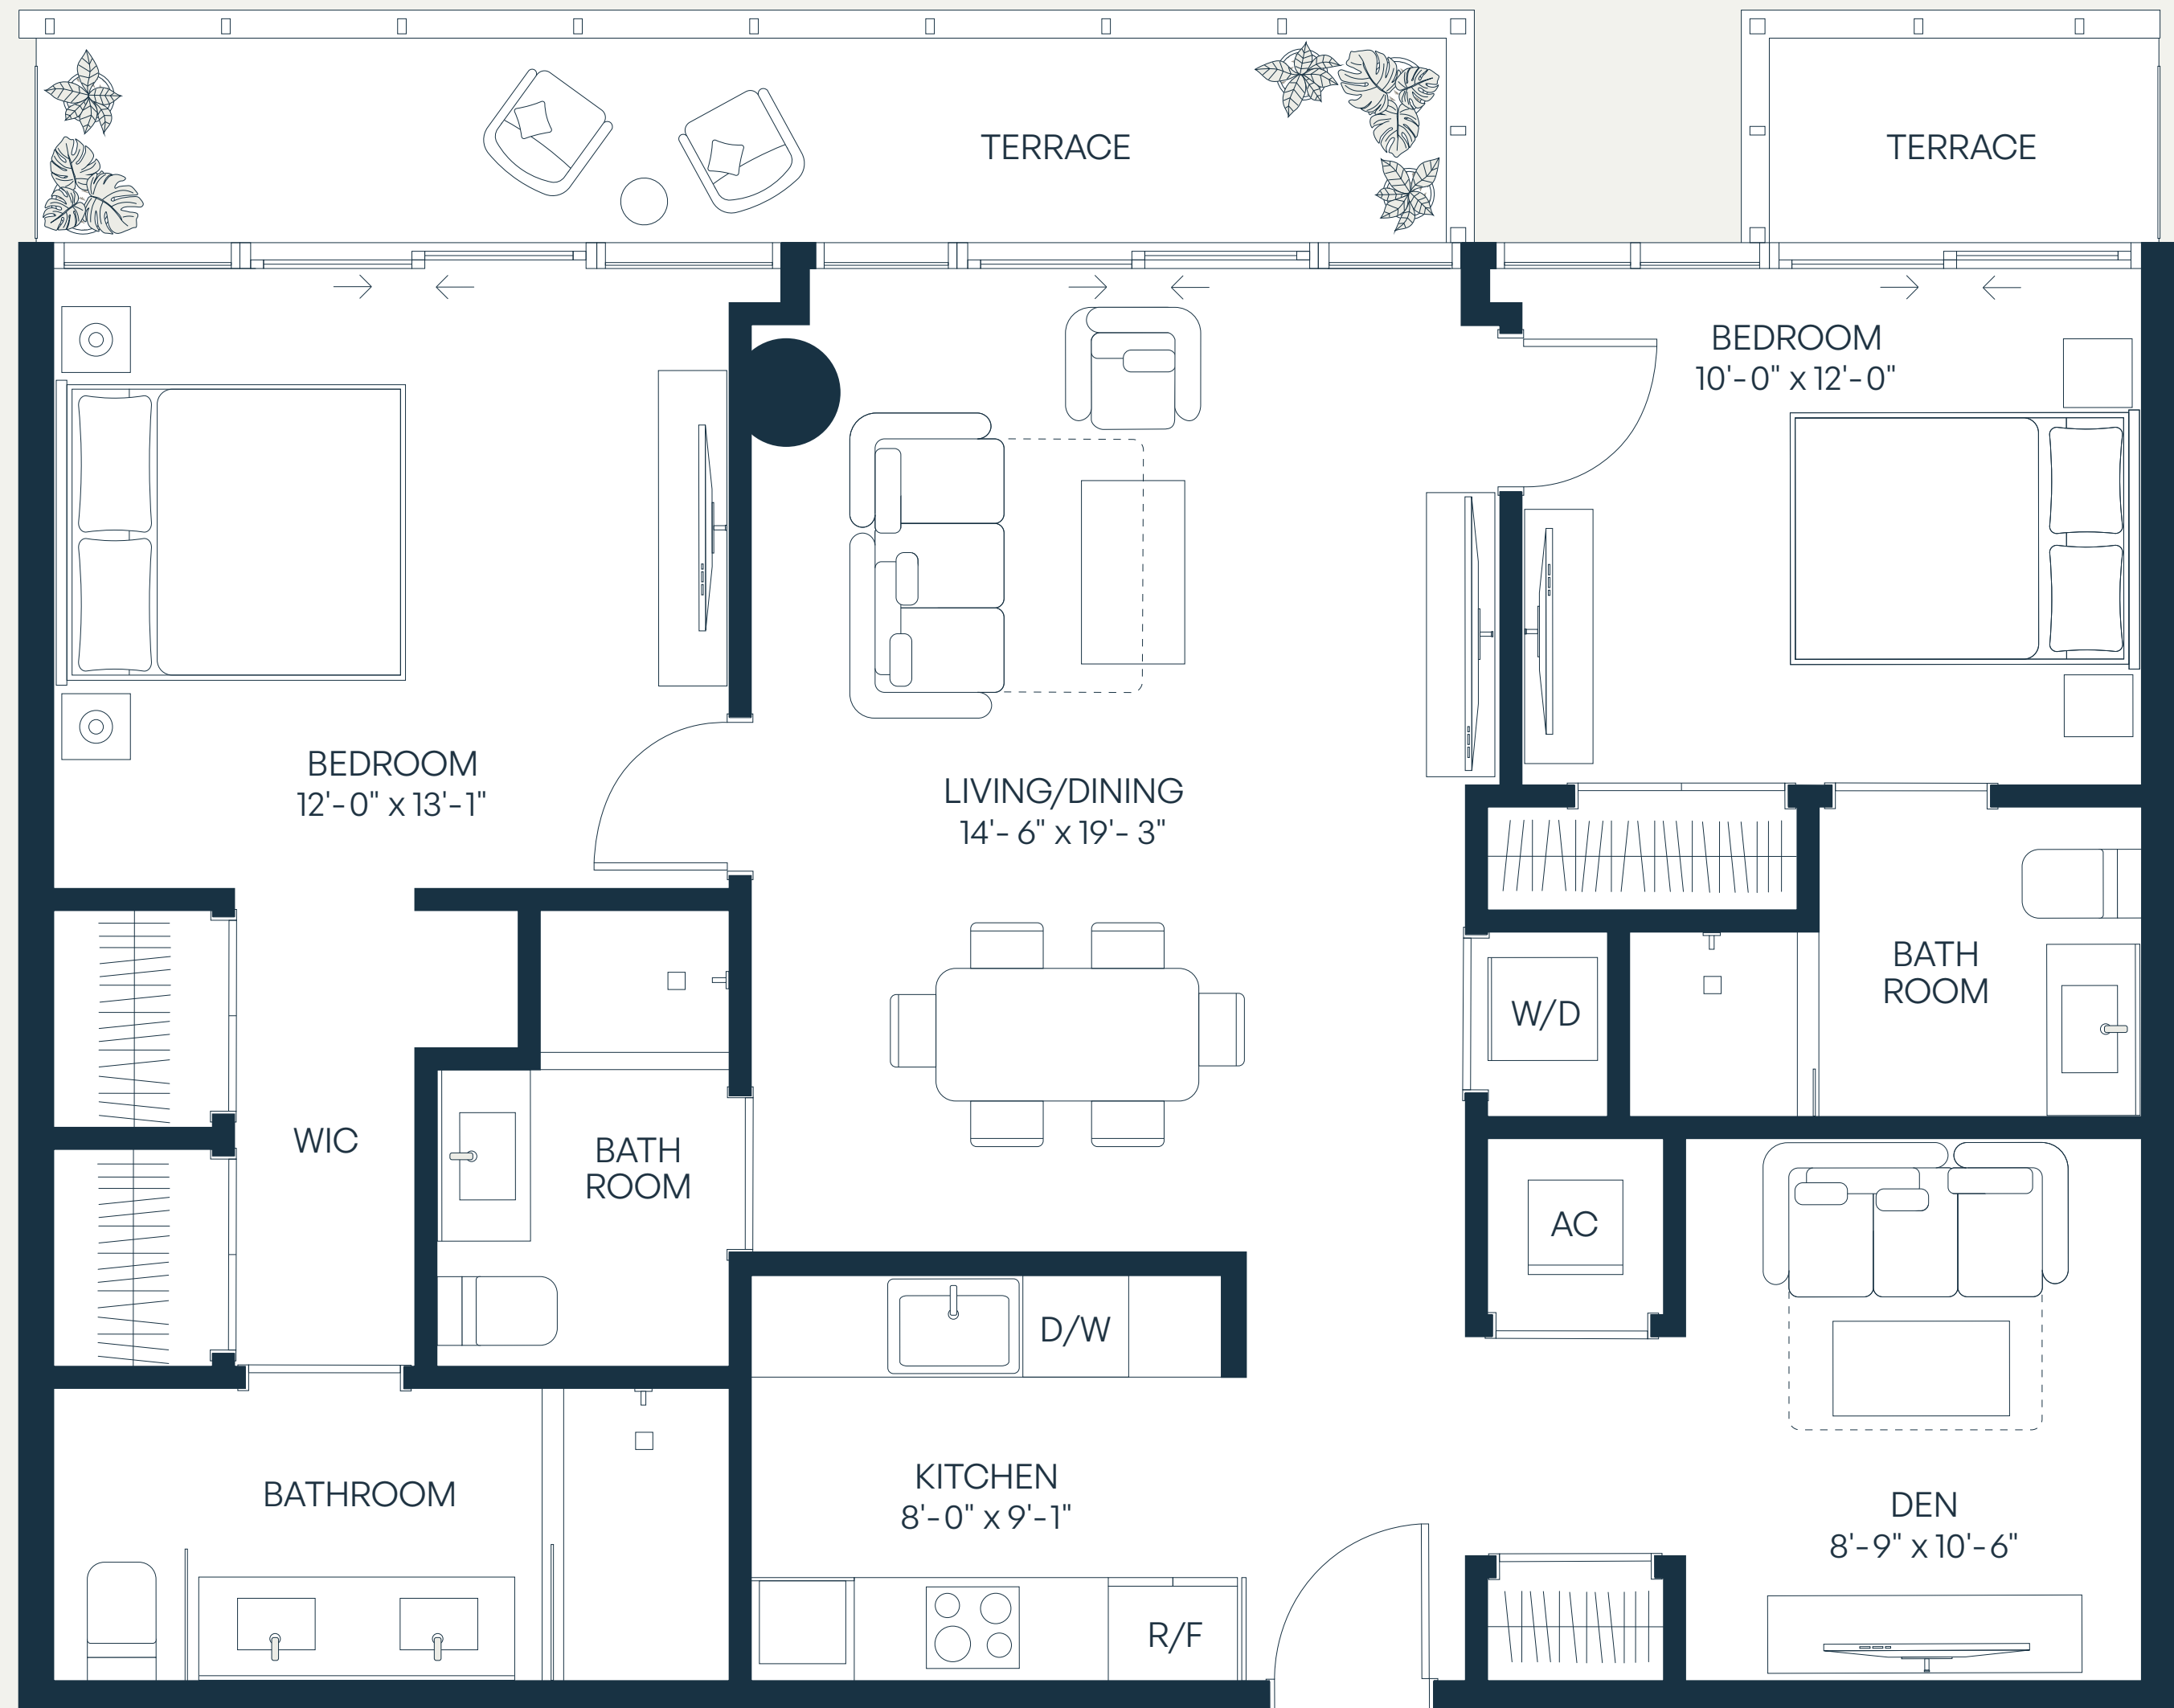 TERRACE
TERRACE
BEDROOM
10'-0" x 12'-0"
BEDROOM
12'-0" x 13'-1"
LIVING/DINING
14'- 6" x 19'- 3"
BATH
ROOM
W/D
WIC
BATH
ROOM
AC
D/W
KITCHEN
8'-0" x 9'-1"
BATHROOM
DEN
8'-9" x 10'-6"
R/F